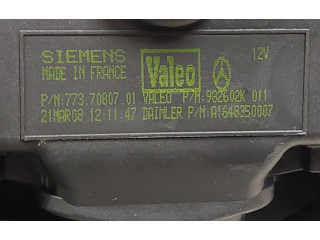 SIEMENS Valeo 12V
MADE IN FRANCE
P/N:773.70807.01 VALEO P/N:982602K 011
21MAR08 12:11:47 DAIMLER P/N:A1648350007